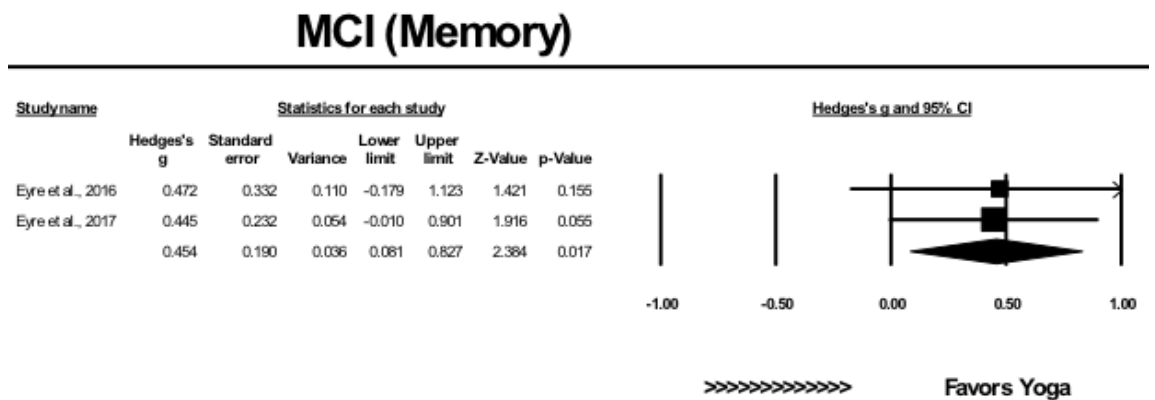 MCI (Memory)
Study name Statistics for each study Hedges's g and 95% CI
Hedges's Standard Lower Upper
g error Variance limit limit Z-Value p-Value
Eyre et al., 2016 0.472 0.332 0.110 -0.179 1.123 1.421 0.155
Eyre et al., 2017 0.445 0.232 0.054 -0.010 0.901 1.916 0.055
0.454 0.190 0.036 0.081 0.827 2.384 0.017
-1.00 -0.50 0.00 0.50 1.00
>>>>>>>>>>>>> Favors Yoga